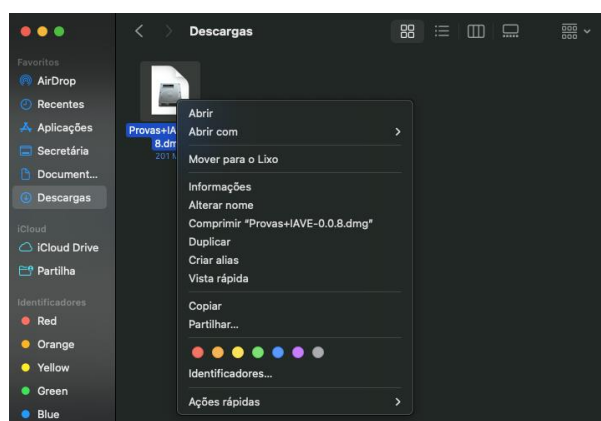 Descargas
Favoritos
AirDrop
Recentes
Aplicações
Secretária
Document...
Descargas
iCloud
iCloud Drive
Partilha
Identificadores
Red
Orange
Yellow
Green
Blue
Provas+IA
8.dm
201 M
Abrir
Abrir com
Mover para o Lixo
Informações
Alterar nome
Comprimir “Provas+IAVE-0.0.8.dmg”
Duplicar
Criar alias
Vista rápida
Copiar
Partilhar...
Identificadores...
Ações rápidas